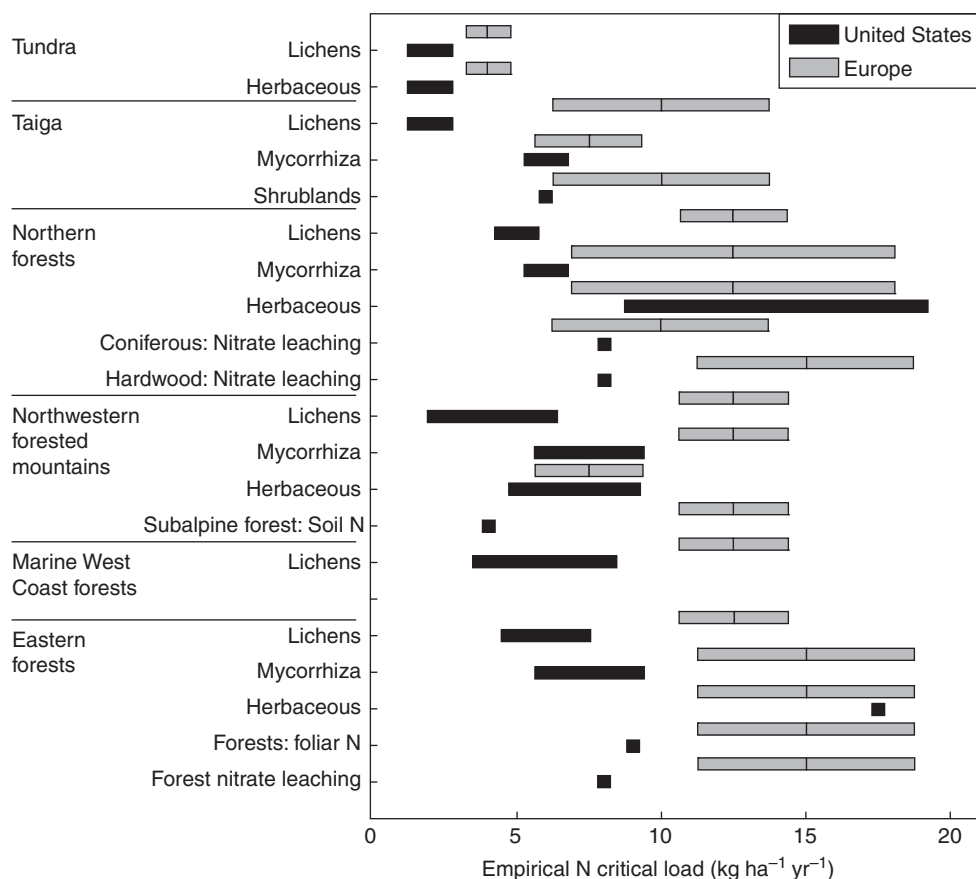 United States
Europe
Tundra
Lichens
Herbaceous
Taiga
Lichens
Mycorrhiza
Shrublands
Northern
forests
Lichens
Mycorrhiza
Herbaceous
Coniferous: Nitrate leaching
Hardwood: Nitrate leaching
Northwestern
forested
mountains
Lichens
Mycorrhiza
Herbaceous
Subalpine forest: Soil N
Marine West
Coast forests
Lichens
Eastern
forests
Lichens
Mycorrhiza
Herbaceous
Forests: foliar N
Forest nitrate leaching
0 5 10 15 20
Empirical N critical load (kg ha⁻¹ yr⁻¹)